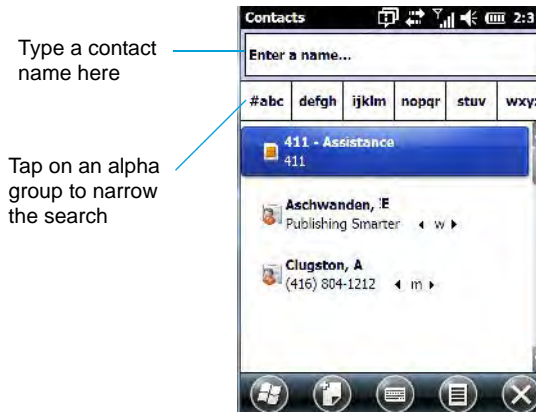 Type a contact
name here
Tap on an alpha
group to narrow
the search
Contacts 2:3
Enter a name...
#abc defgh ijklm nopqr stuv wxyz
411 - Assistance
411
Aschwanden, E
Publishing Smarter w
Clugston, A
(416) 804-1212 m